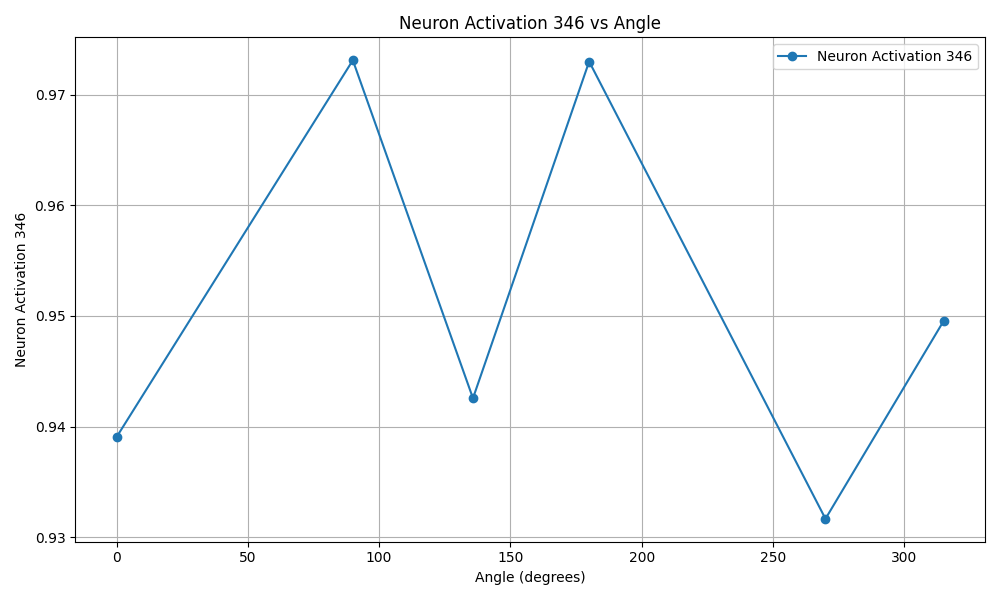 Neuron Activation 346 vs Angle
Neuron Activation 346
0.97
0.96
0.95
0.94
0.93
Neuron Activation 346
0 50 100 150 200 250 300
Angle (degrees)